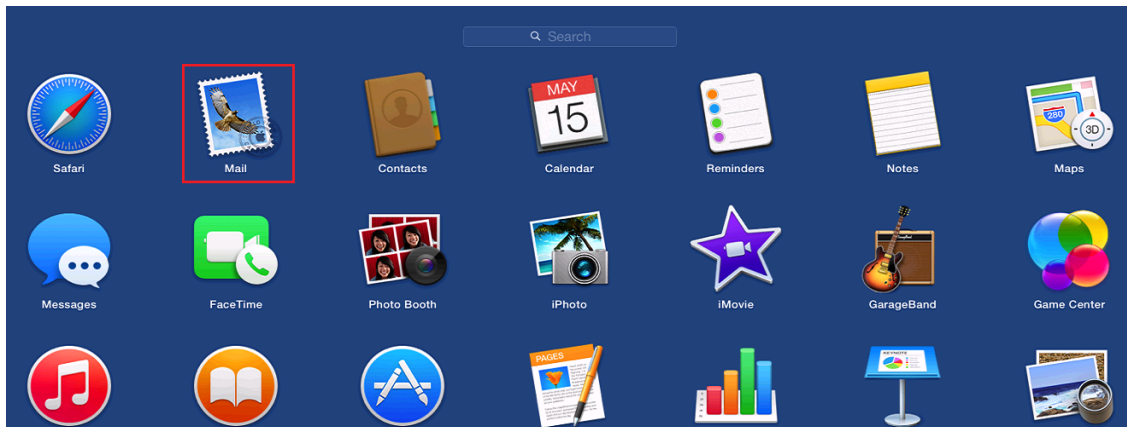 Search
Safari
Mail
Contacts
MAY
15
Calendar
Reminders
Notes
280
3D
Maps
Messages
FaceTime
Photo Booth
iPhoto
iMovie
GarageBand
Game Center
PAGES
KEYNOTE